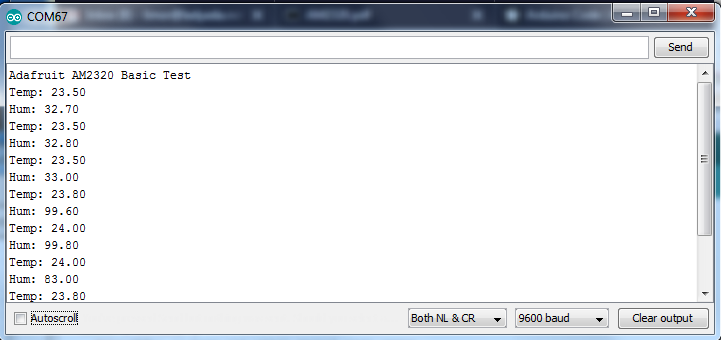 COM67
Send
Adafruit AM2320 Basic Test
Temp: 23.50
Hum: 32.70
Temp: 23.50
Hum: 32.80
Temp: 23.50
Hum: 33.00
Temp: 23.80
Hum: 99.60
Temp: 24.00
Hum: 99.80
Temp: 24.00
Hum: 83.00
Temp: 23.80
Autoscroll
Both NL & CR
9600 baud
Clear output